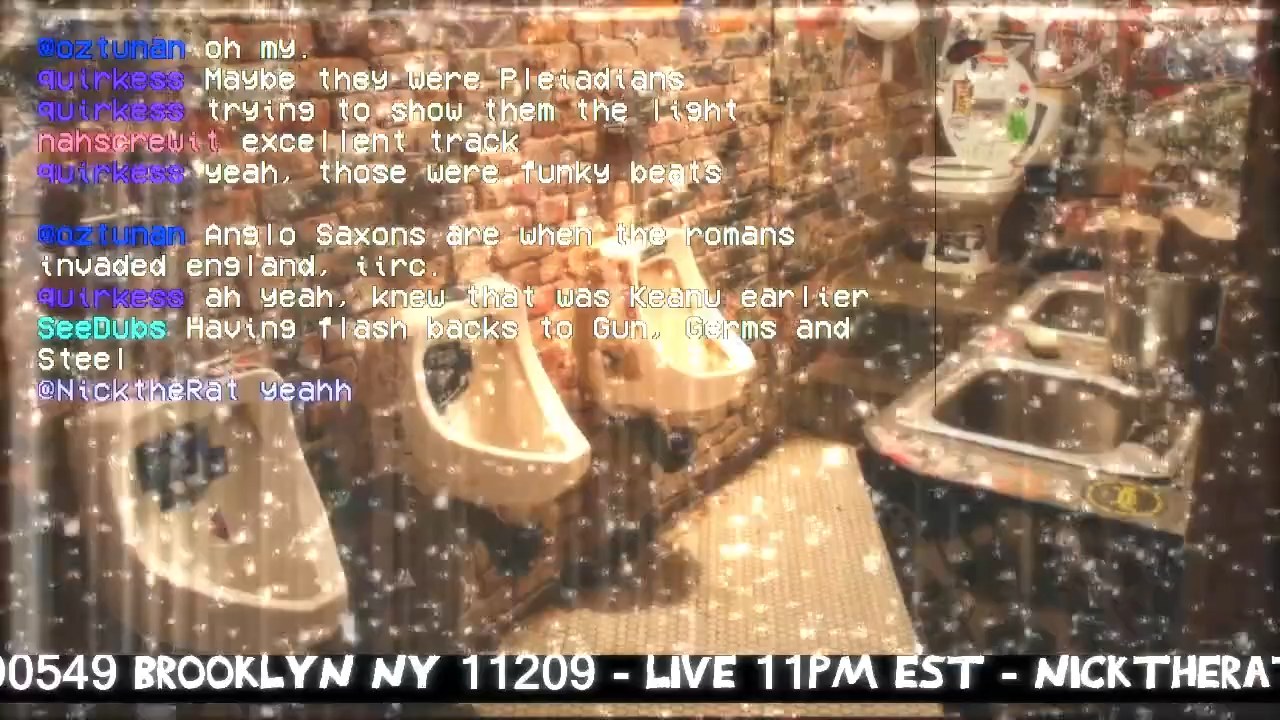 @oztunan oh my.
quirkess Maybe they were Pleiadians
quirkess trying to show them the light
nahscrewit excellent track
quirkess yeah, those were funky beats
@oztunan Anglo Saxons are when the romans
invaded england, iirc.
quirkess ah yeah, knew that was Keanu earlier
SeeDubs Having flash backs to Gun, Germs and
Steel
@NicktheRat yeahh
00549 BROOKLYN NY 11209 - LIVE 11PM EST - NICKTHERAT